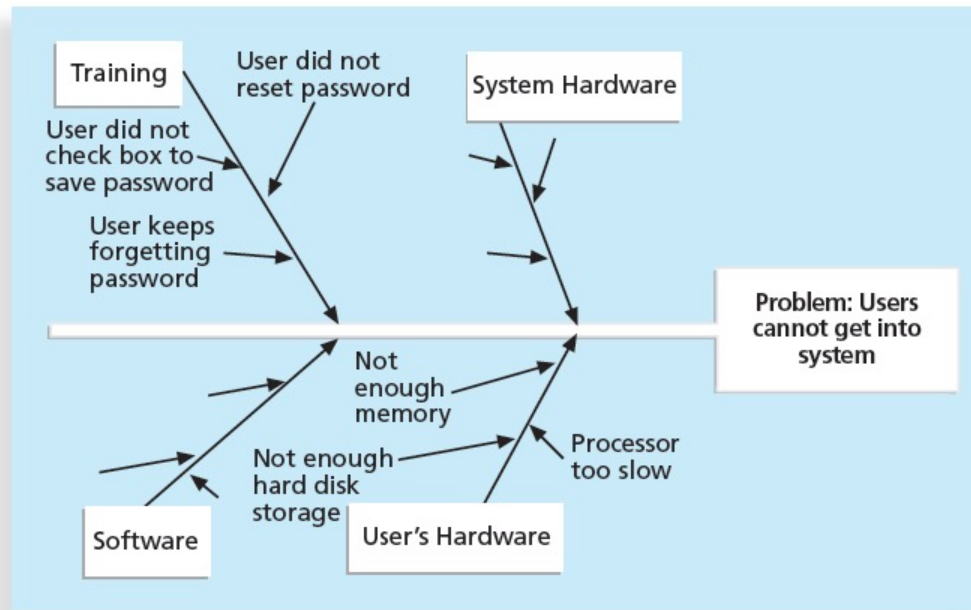 Training
User did not
reset password
System Hardware
User did not
check box to
save password
User keeps
forgetting
password
Problem: Users
cannot get into
system
Not
enough
memory
Processor
too slow
Not enough
hard disk
storage
User's Hardware
Software